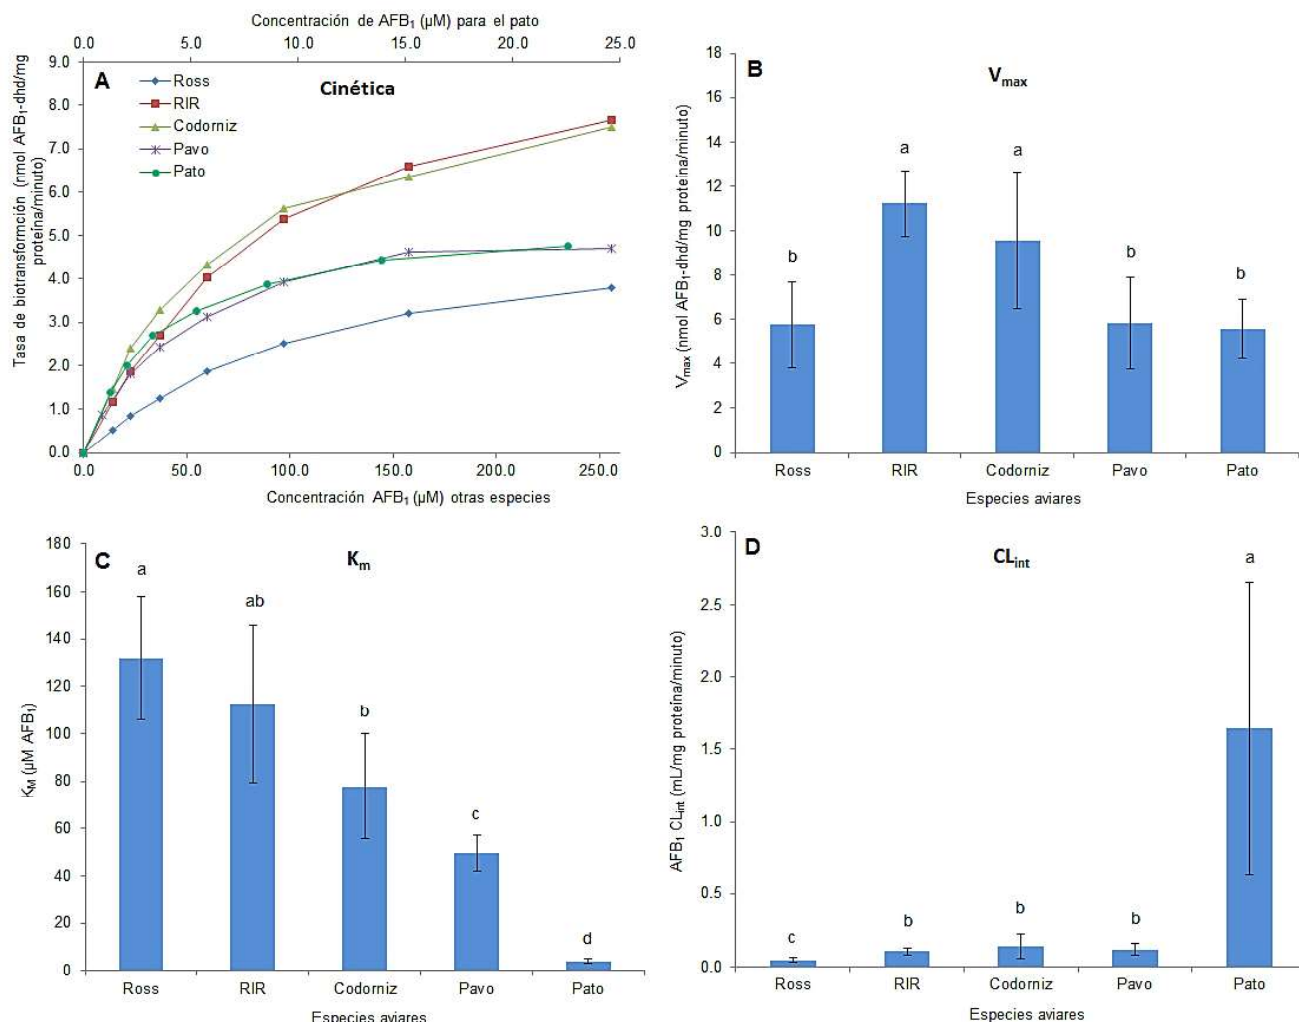 Concentración de AFB₁ (µM) para el pato
0.0 5.0 10.0 15.0 20.0 25.0
A
Cinética
Ross
RIR
Codorniz
Pavo
Pato
9.0
8.0
7.0
6.0
5.0
4.0
3.0
2.0
1.0
0.0
Tasa de biotransformción (nmol AFB₁-dhd/mg
proteína/minuto)
0.0 50.0 100.0 150.0 200.0 250.0
Concentración AFB₁ (µM) otras especies
B
Vmax
18
16
14
12
10
8
6
4
2
0
Vmax (nmol AFB₁-dhd/mg proteína/minuto)
b a a b b
Ross RIR Codorniz Pavo Pato
Especies aviares
C
Km
180
160
140
120
100
80
60
40
20
0
KM (µM AFB₁)
a ab b c d
Ross RIR Codorniz Pavo Pato
Especies aviares
D
CLint
3.0
2.5
2.0
1.5
1.0
0.5
0.0
AFB₁ CLint (mL/mg proteína/minuto)
c b b b a
Ross RIR Codorniz Pavo Pato
Especies aviares